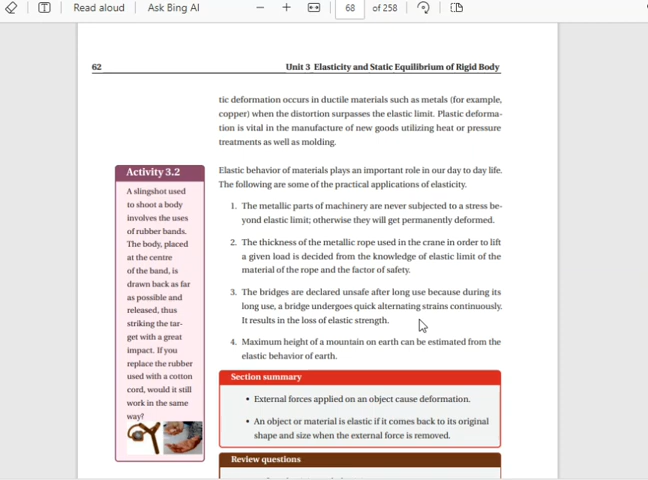 Read aloud
Ask Bing AI
68
of 258
62
Unit 3 Elasticity and Static Equilibrium of Rigid Body
tic deformation occurs in ductile materials such as metals (for example,
copper) when the distortion surpasses the elastic limit. Plastic deforma-
tion is vital in the manufacture of new goods utilizing heat or pressure
treatments as well as molding.
Activity 3.2
A slingshot used
to shoot a body
involves the uses
of rubber bands.
The body, placed
at the centre
of the band, is
drawn back as far
as possible and
released, thus
striking the tar-
get with a great
impact. If you
replace the rubber
used with a cotton
cord, would it still
work in the same
way?
Elastic behavior of materials plays an important role in our day to day life.
The following are some of the practical applications of elasticity.
1. The metallic parts of machinery are never subjected to a stress be-
yond elastic limit; otherwise they will get permanently deformed.
2. The thickness of the metallic rope used in the crane in order to lift
a given load is decided from the knowledge of elastic limit of the
material of the rope and the factor of safety.
3. The bridges are declared unsafe after long use because during its
long use, a bridge undergoes quick alternating strains continuously.
It results in the loss of elastic strength.
4. Maximum height of a mountain on earth can be estimated from the
elastic behavior of earth.
Section summary
• External forces applied on an object cause deformation.
• An object or material is elastic if it comes back to its original
shape and size when the external force is removed.
Review questions